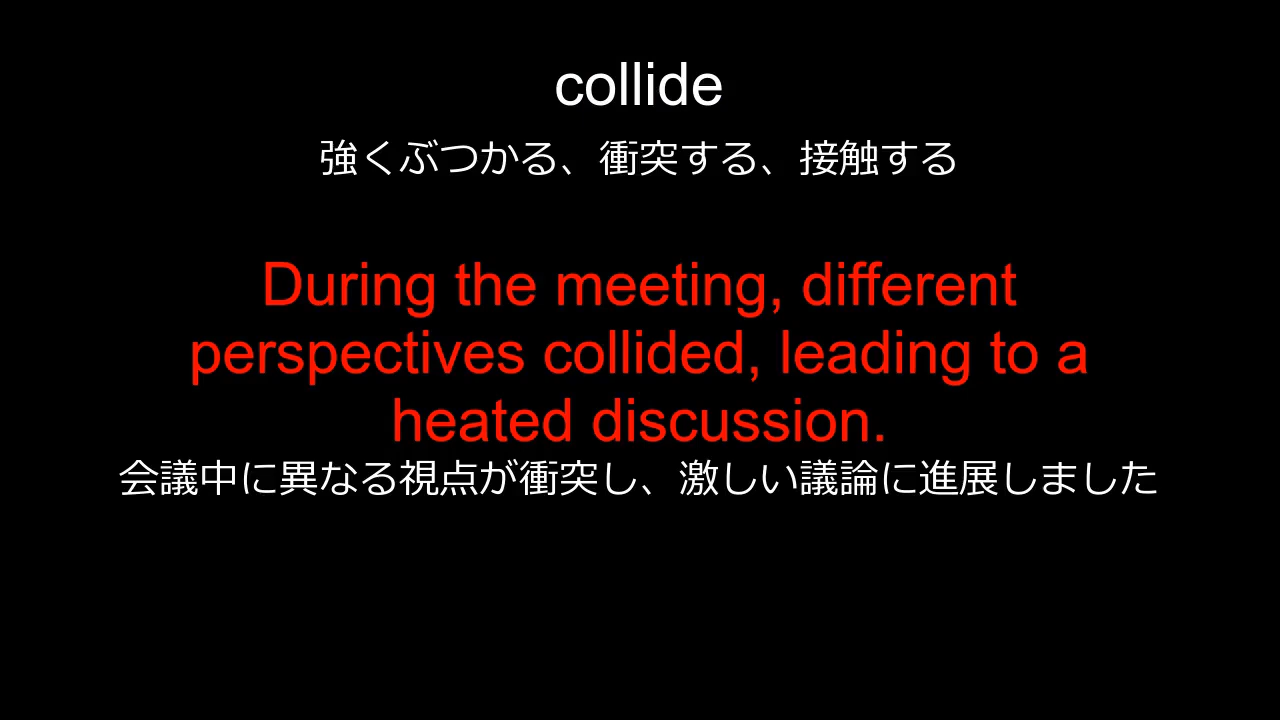 collide
強くぶつかる、衝突する、接触する
During the meeting, different
perspectives collided, leading to a
heated discussion.
会議中に異なる視点が衝突し、激しい議論に進展しました